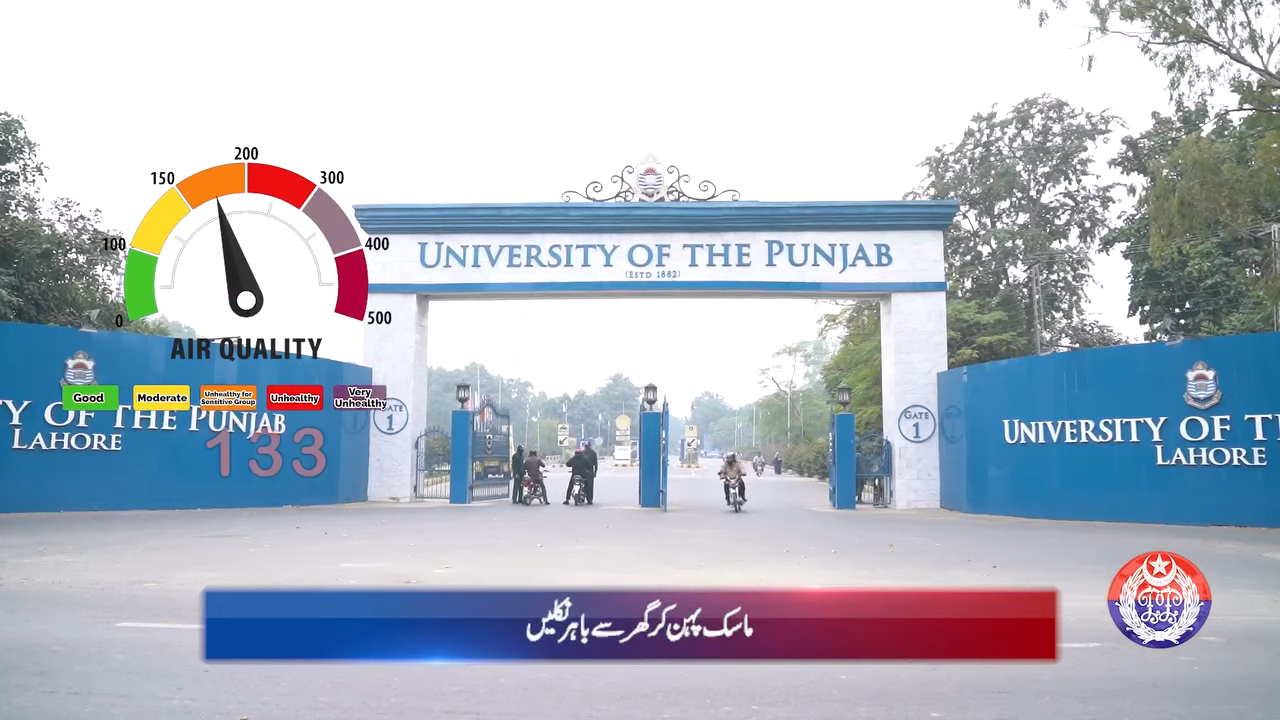 200
150
300
100
400
0
500
AIR QUALITY
Good
Moderate
Unhealthy for
Sensitive Group
Unhealthy
Very
Unhealthy
133
UNIVERSITY OF THE PUNJAB
(ESTD 1882)
TY OF THE PUNJAB
LAHORE
GATE
1
GATE
1
UNIVERSITY OF T
LAHORE
ماسک پہن کر گھر سے باہر نکلیں